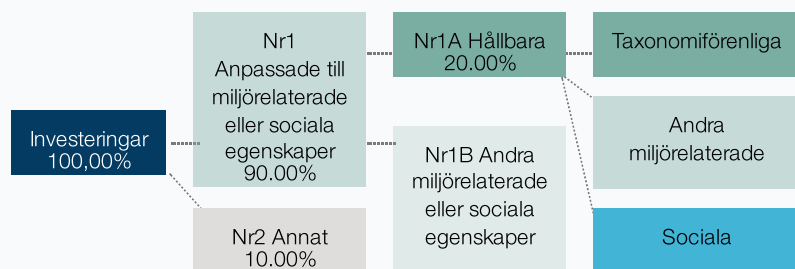 Investeringar
100,00%
Nr1
Anpassade till
miljörelaterade
eller sociala
egenskaper
90.00%
Nr2 Annat
10.00%
Nr1A Hållbara
20.00%
Nr1B Andra
miljörelaterade
eller sociala
egenskaper
Taxonomiförenliga
Andra
miljörelaterade
Sociala